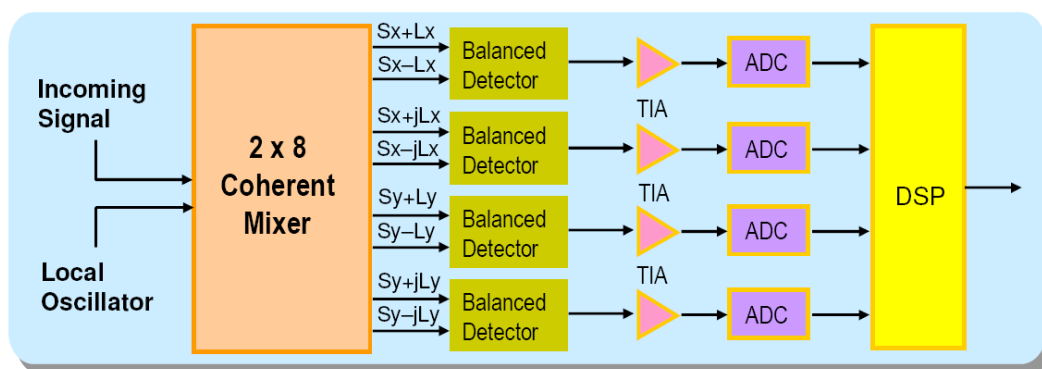 Incoming
Signal
Local
Oscillator
2 x 8
Coherent
Mixer
Sx+Lx
Sx–Lx
Sx+jLx
Sx–jLx
Sy+Ly
Sy–Ly
Sy+jLy
Sy–jLy
Balanced
Detector
Balanced
Detector
Balanced
Detector
Balanced
Detector
TIA
TIA
TIA
ADC
ADC
ADC
ADC
DSP